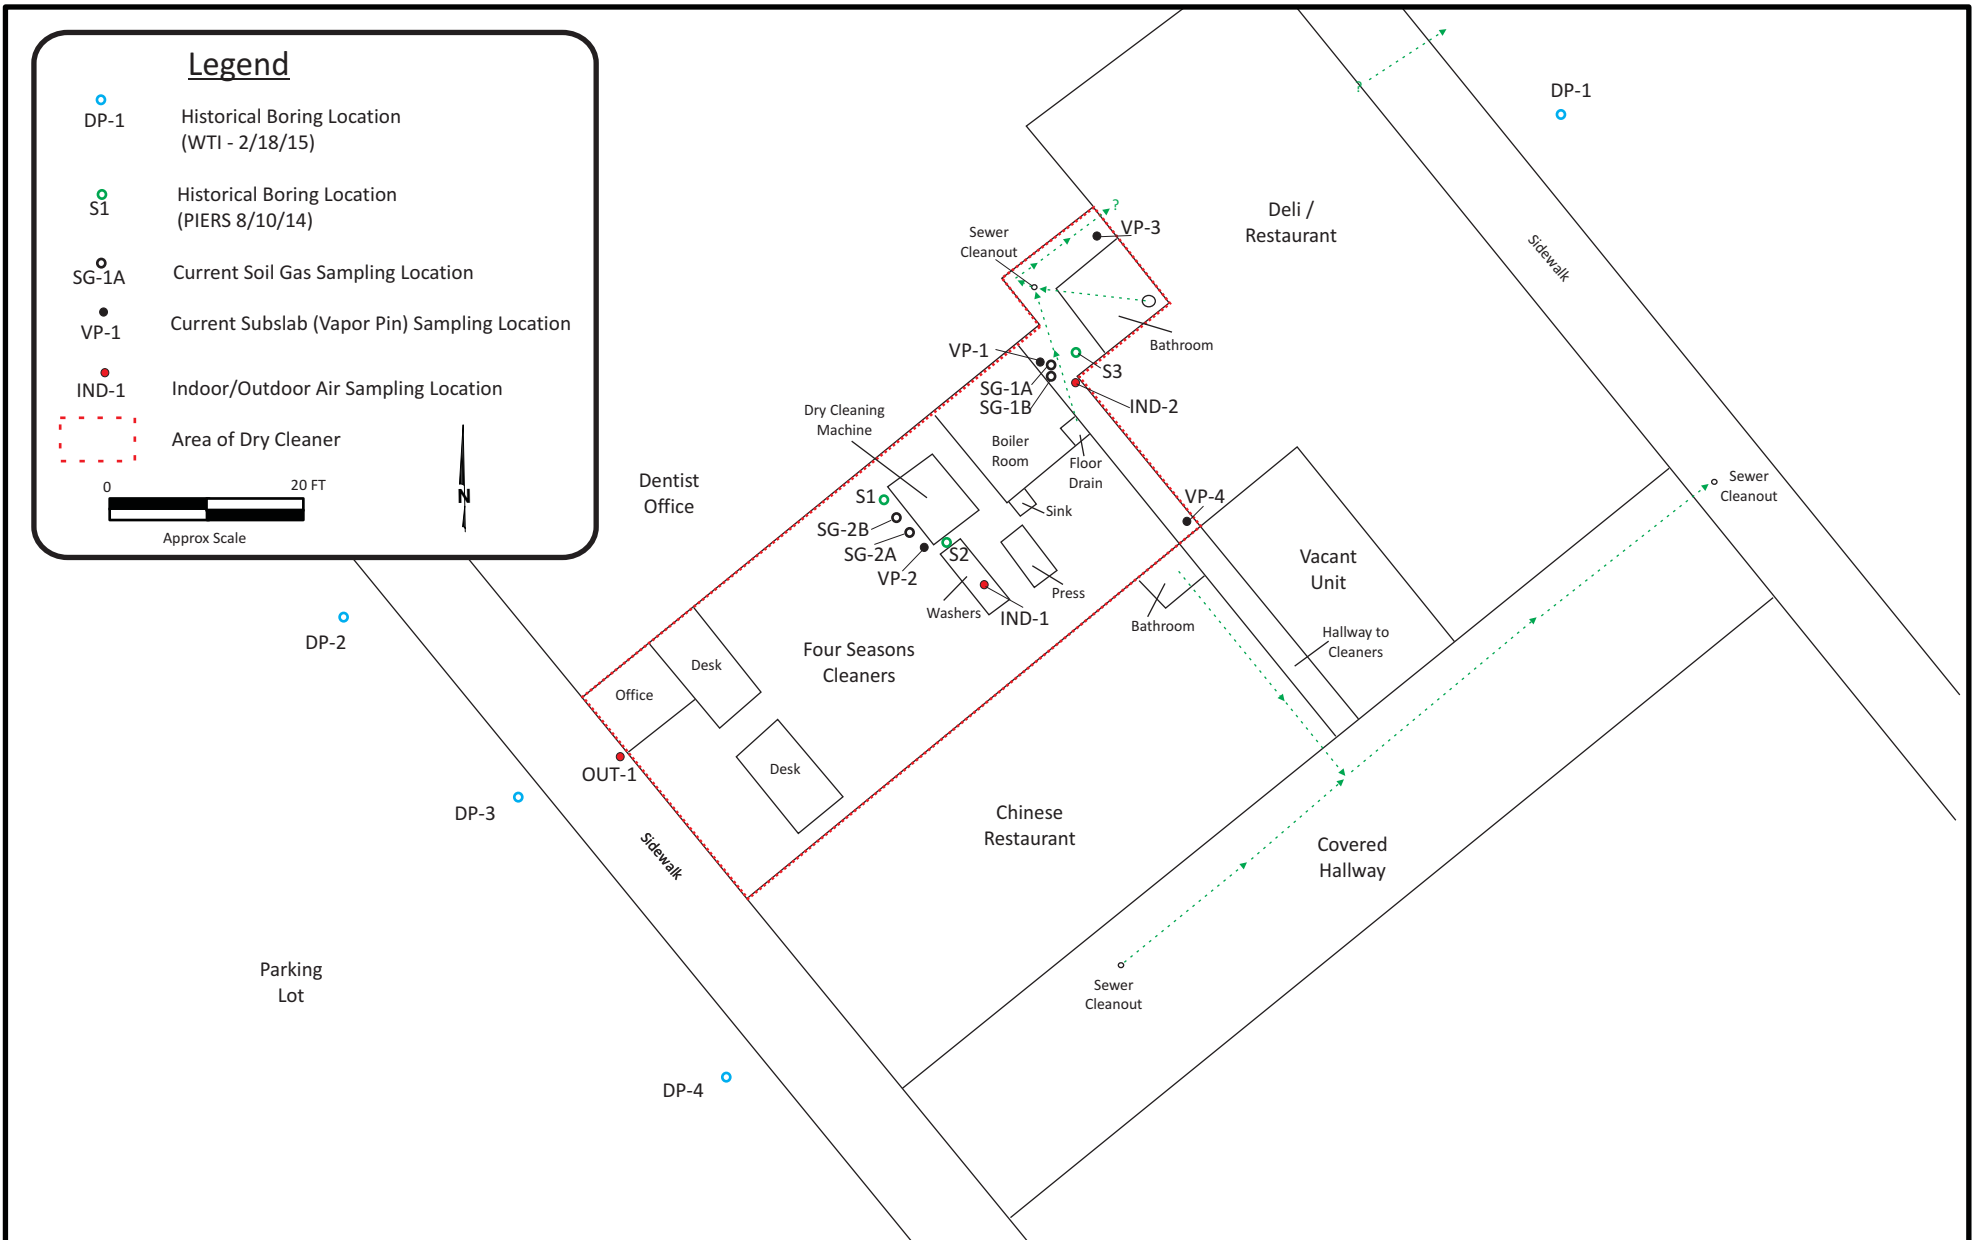 Legend
DP-1
Historical Boring Location
(WTI - 2/18/15)
S1
Historical Boring Location
(PIERS 8/10/14)
SG-1A
Current Soil Gas Sampling Location
VP-1
Current Subslab (Vapor Pin) Sampling Location
IND-1
Indoor/Outdoor Air Sampling Location
Area of Dry Cleaner
0
20 FT
Approx Scale
N
?
DP-1
Deli /
Restaurant
Sidewalk
?
VP-3
Sewer
Cleanout
Bathroom
VP-1
SG-1A
SG-1B
S3
IND-2
Dry Cleaning
Machine
Boiler
Room
Floor
Drain
Sink
Dentist
Office
S1
SG-2B
SG-2A
VP-2
S2
Washers
IND-1
Press
VP-4
Sewer
Cleanout
Vacant
Unit
Bathroom
Hallway to
Cleaners
DP-2
Four Seasons
Cleaners
Desk
Office
OUT-1
Desk
DP-3
Sidewalk
Chinese
Restaurant
Covered
Hallway
Parking
Lot
Sewer
Cleanout
DP-4